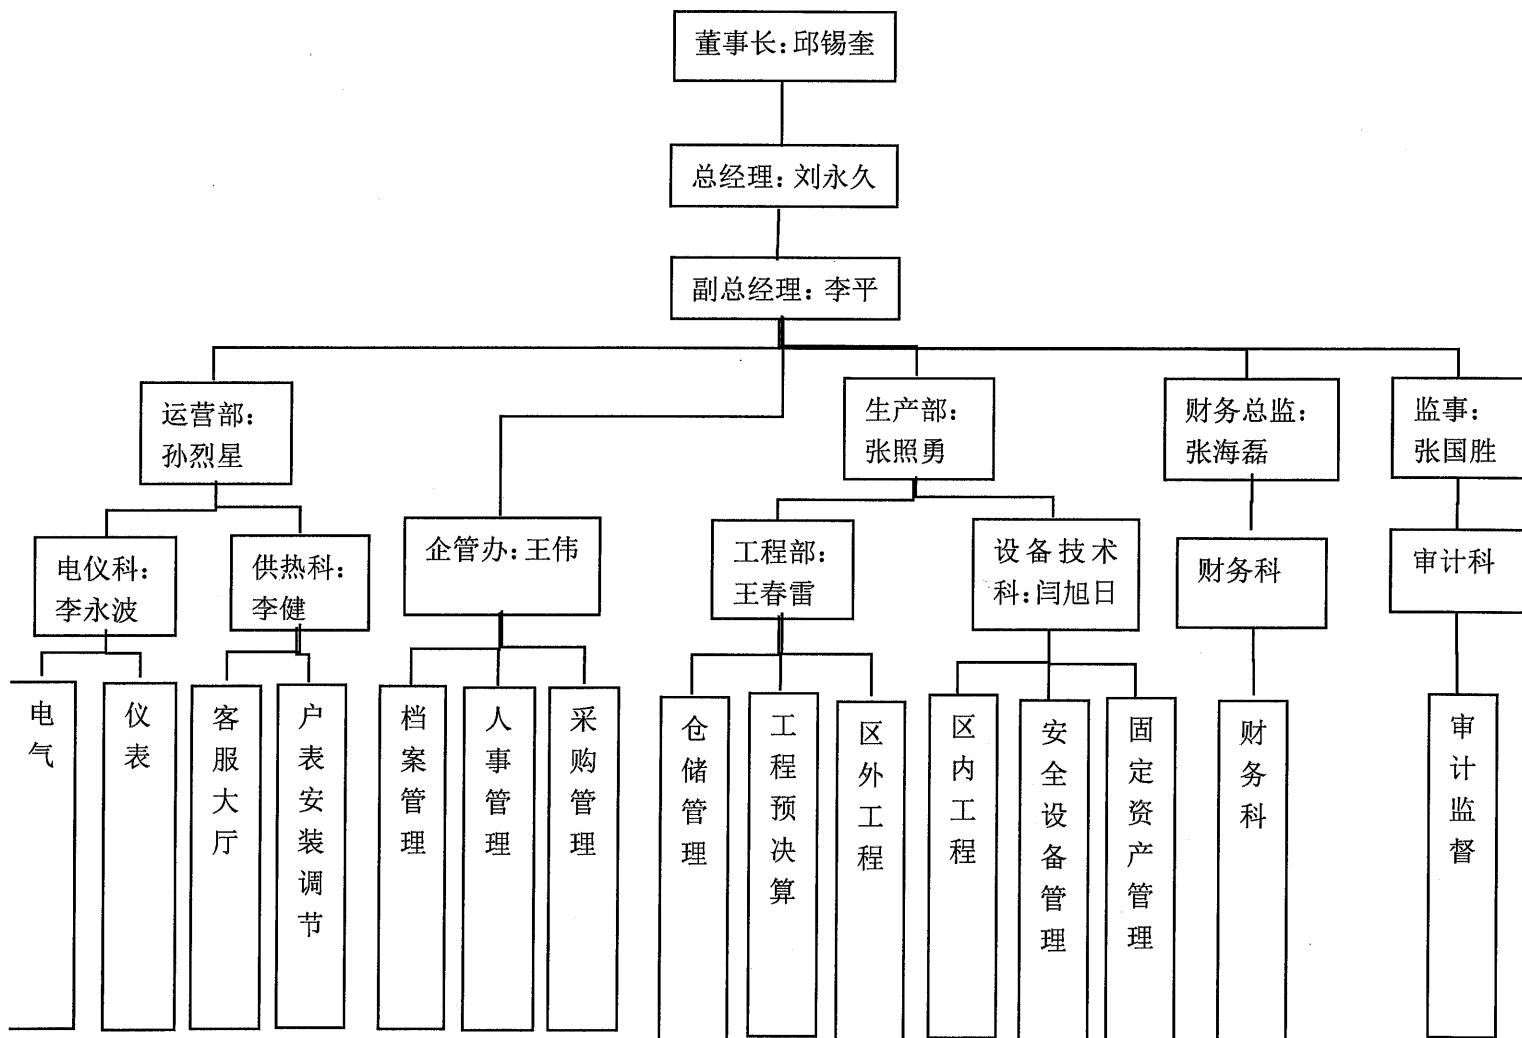 董事长:邱锡奎
总经理:刘永久
副总经理:李平
运营部:
孙烈星
生产部:
张照勇
财务总监:
张海磊
监事:
张国胜
电仪科:
李永波
供热科:
李健
企管办:王伟
工程部:
王春雷
设备技术
科:闫旭日
财务科
审计科
电气
仪表
客服大厅
户表安装调节
档案管理
人事管理
采购管理
仓储管理
工程预决算
区外工程
区内工程
安全设备管理
固定资产管理
财务科
审计监督